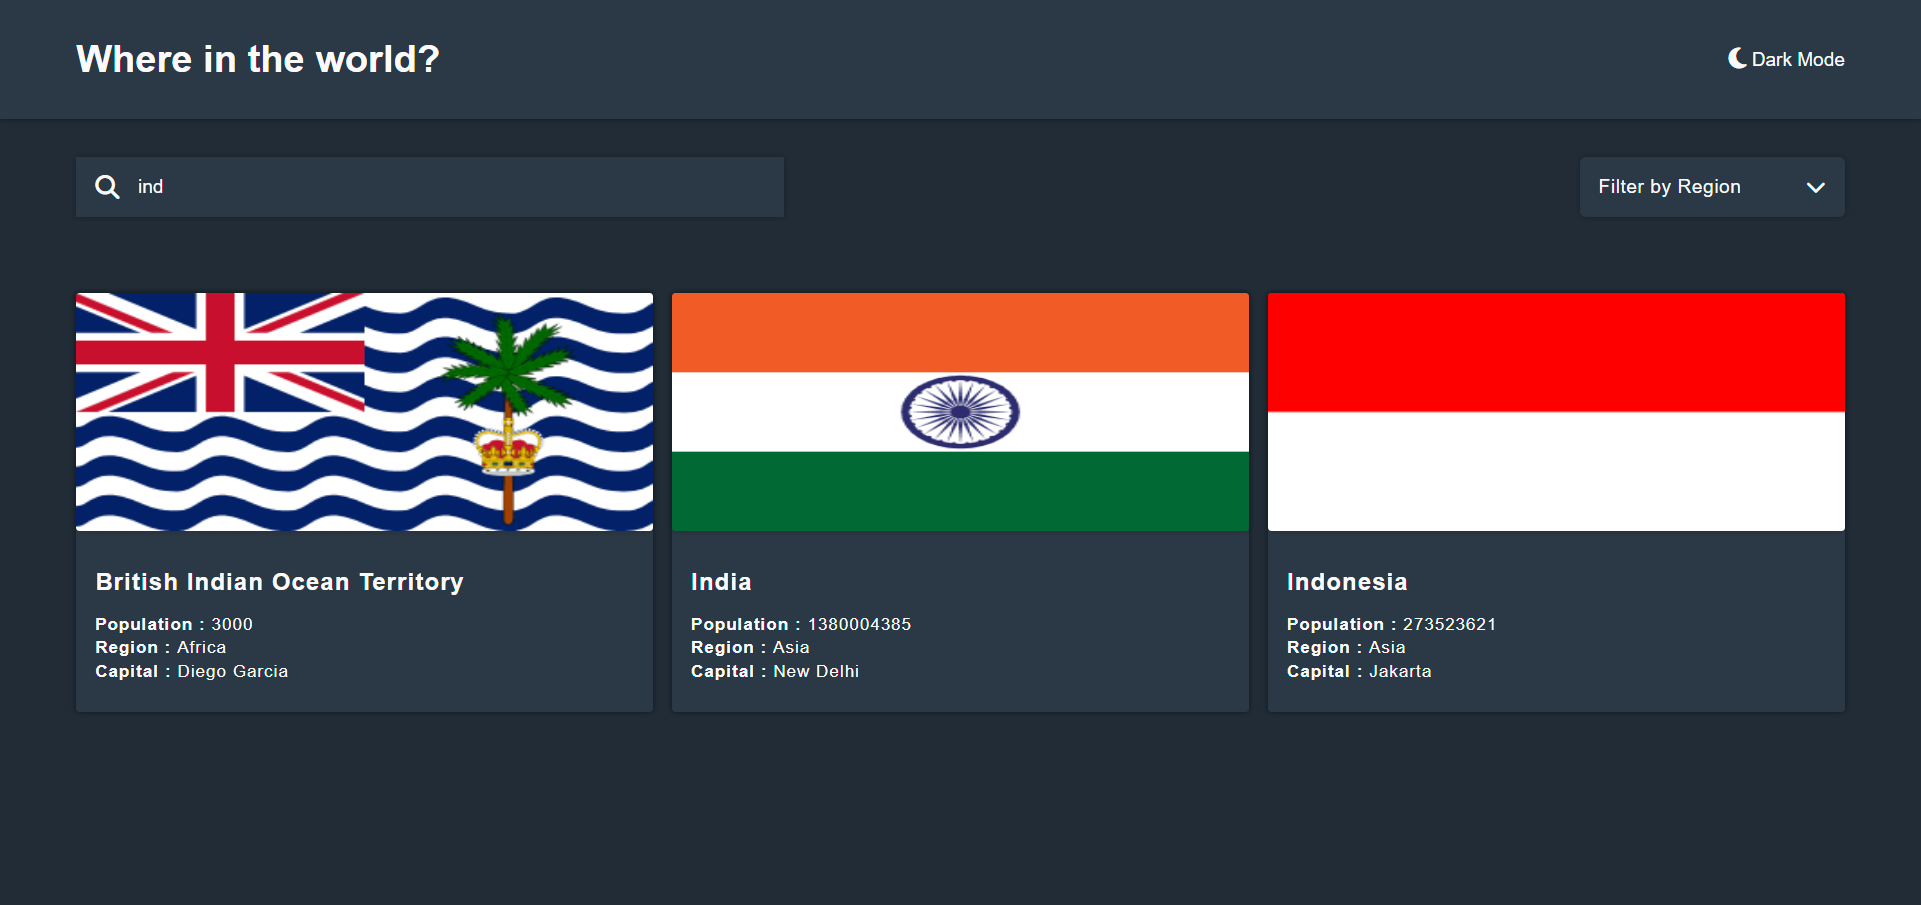 Where in the world?
Dark Mode
ind
Filter by Region
British Indian Ocean Territory
Population : 3000
Region : Africa
Capital : Diego Garcia
India
Population : 1380004385
Region : Asia
Capital : New Delhi
Indonesia
Population : 273523621
Region : Asia
Capital : Jakarta